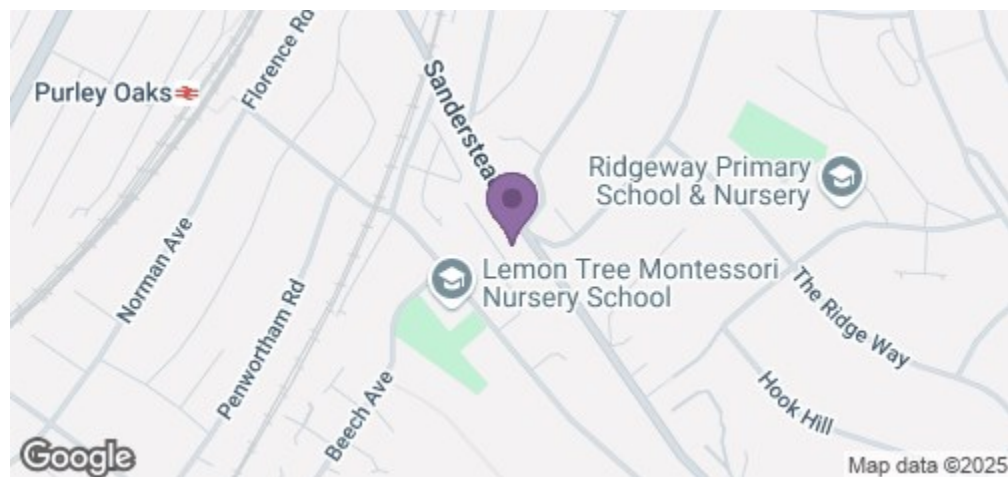 Florence Rd
Purley Oaks
Sanderstea
Ridgeway Primary
School & Nursery
Norman Ave
Lemon Tree Montessori
Nursery School
Penwortham Rd
The Ridge Way
Beech Ave
Hook Hill
Google
Map data ©2025